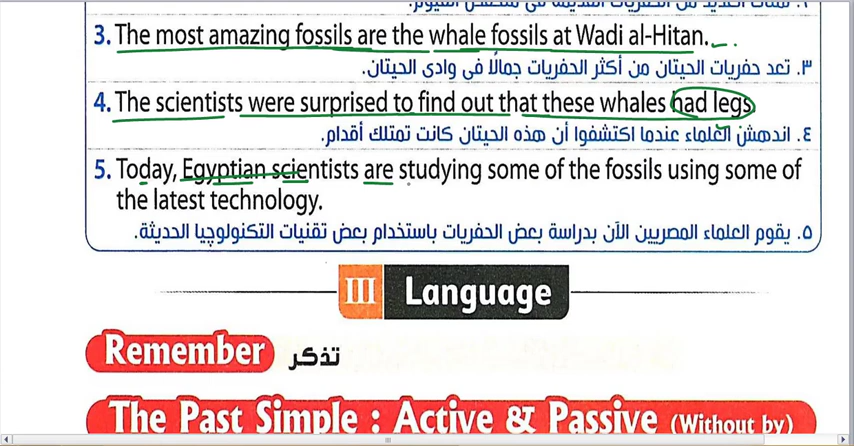 3. The most amazing fossils are the whale fossils at Wadi al-Hitan.
٣. تعد حفريات الحيتان من أكثر الحفريات جمالًا فى وادى الحيتان.
4. The scientists were surprised to find out that these whales had legs.
٤. اندهش العلماء عندما اكتشفوا أن هذه الحيتان كانت تمتلك أقدام.
5. Today, Egyptian scientists are studying some of the fossils using some of
the latest technology.
٥. يقوم العلماء المصريين الآن بدراسة بعض الحفريات باستخدام بعض تقنيات التكنولوچيا الحديثة.
III Language
Remember تذكر
The Past Simple : Active & Passive (Without by)